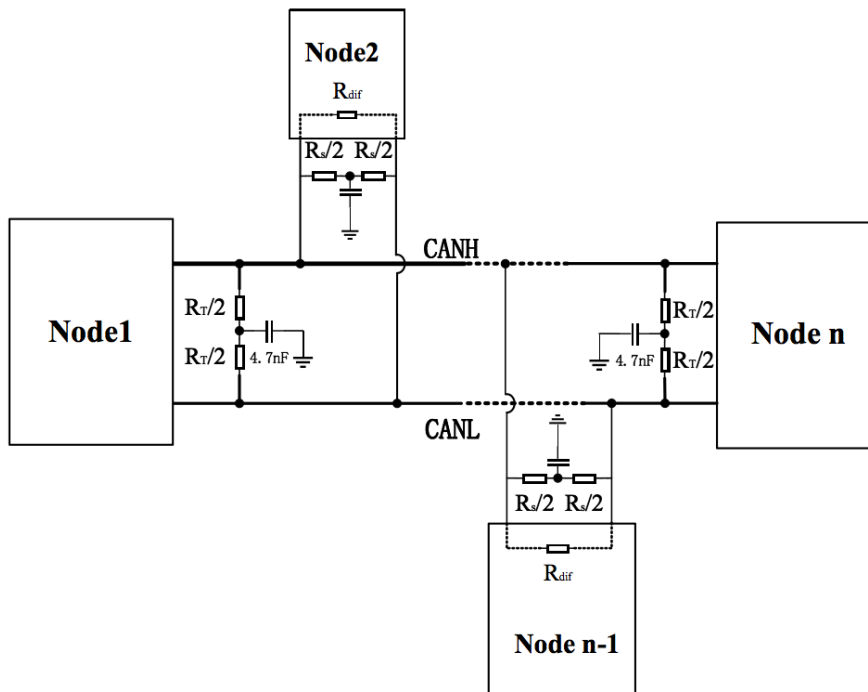 Node2
Rdif
Rs/2 Rs/2
CANH
Node1
RT/2
RT/2
4.7nF
RT/2
RT/2
4.7nF
Node n
CANL
Rs/2 Rs/2
Rdif
Node n-1